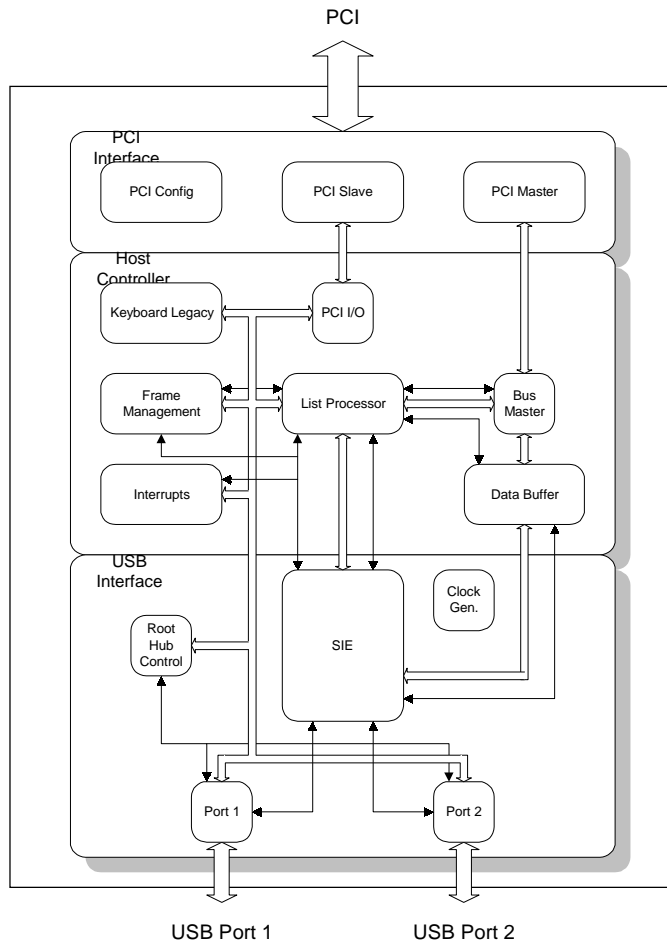 PCI
PCI
Interface
PCI Config
PCI Slave
PCI Master
Host
Controller
Keyboard Legacy
PCI I/O
Frame
Management
List Processor
Bus
Master
Interrupts
Data Buffer
USB
Interface
Clock
Gen.
Root
Hub
Control
SIE
Port 1
Port 2
USB Port 1
USB Port 2